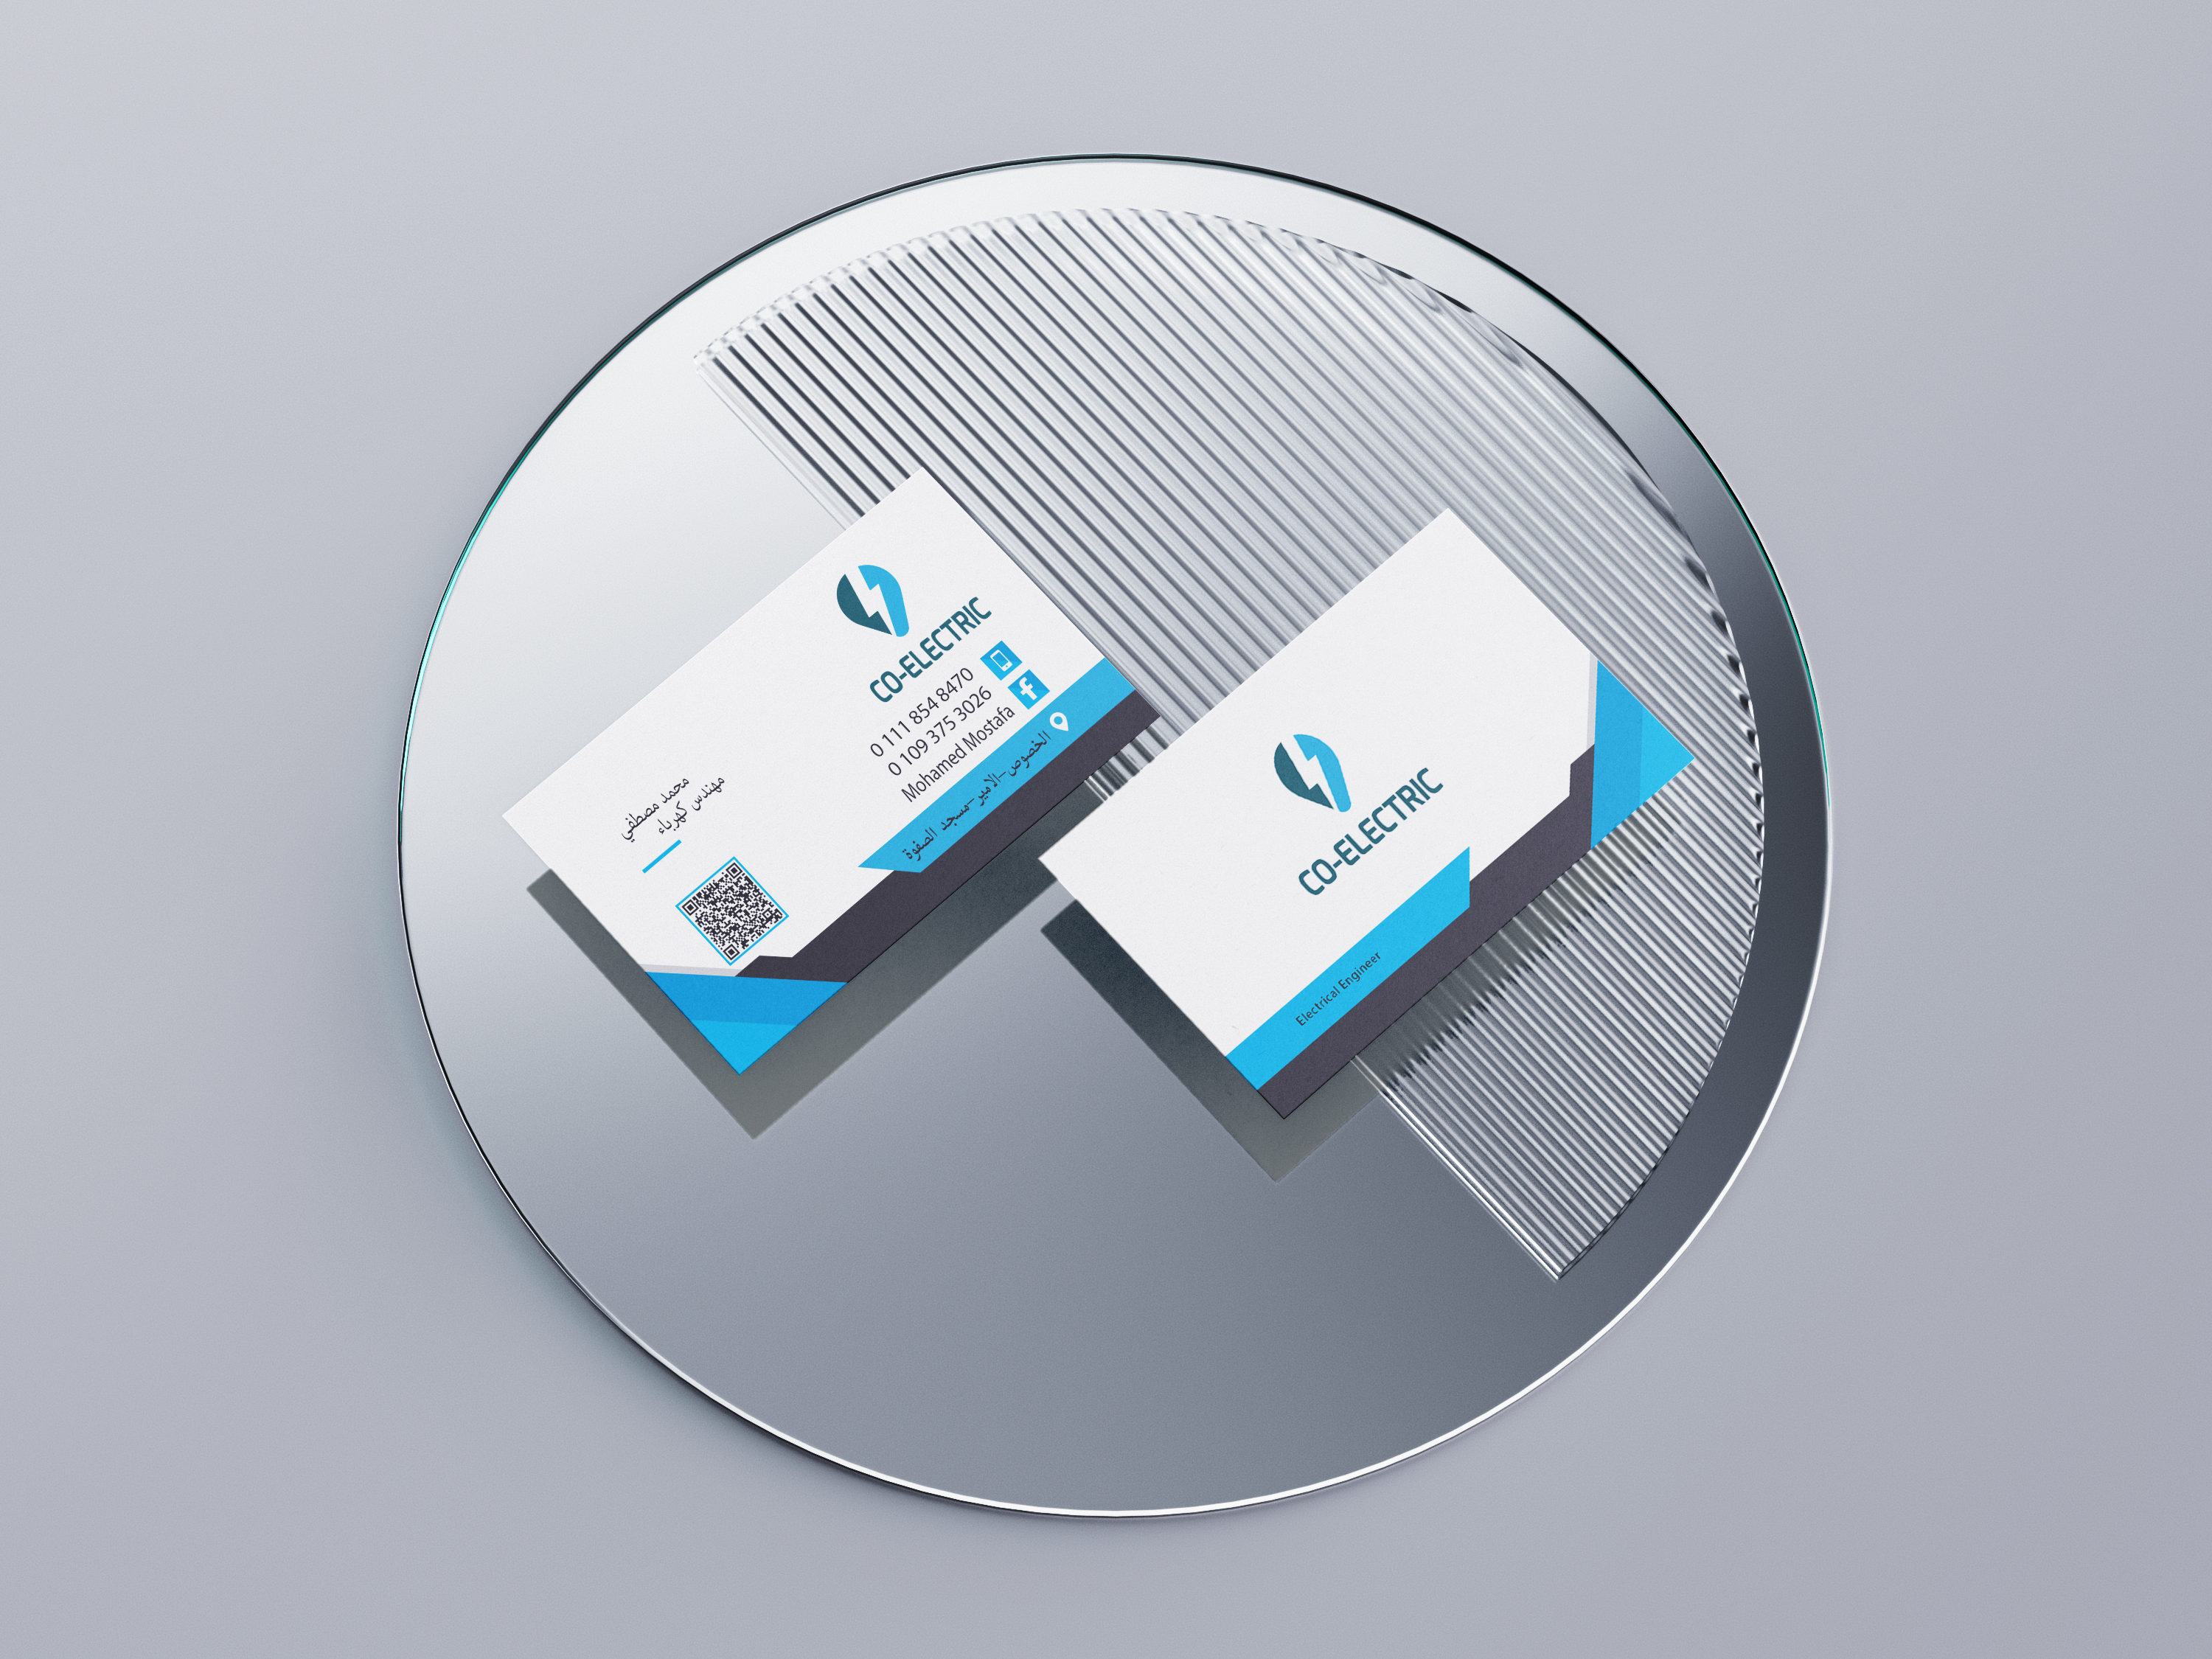 CO-ELECTRIC
0 111 854 8470
0 109 375 3026
Mohamed Mostafa
الخصوص-الامير-مسجد الصفوة
محمد مصطفي
مهندس كهرباء
CO-ELECTRIC
Electrical Engineer